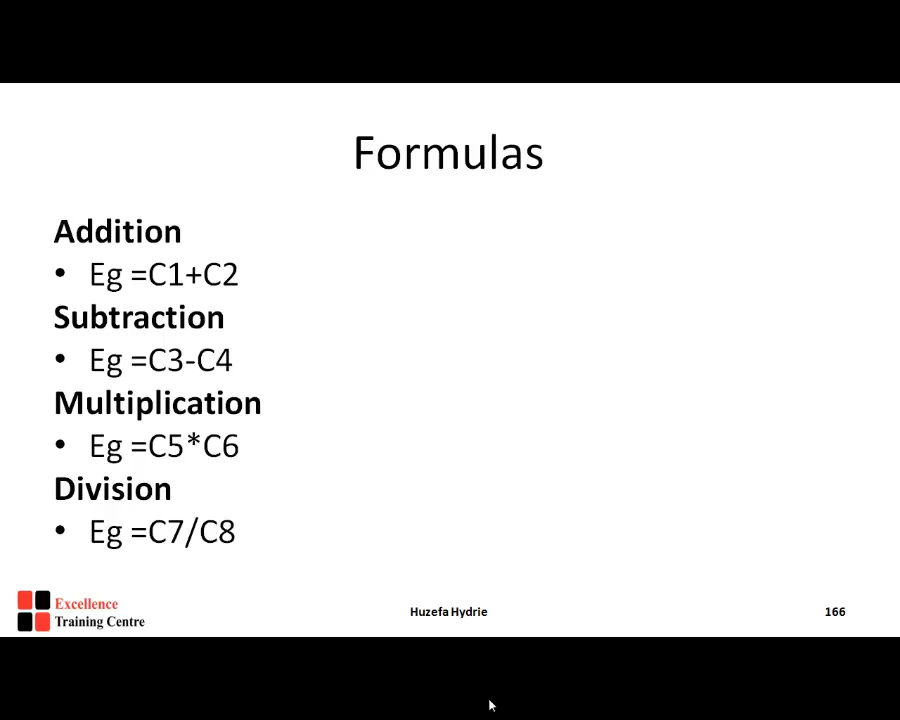 Formulas
Addition
• Eg =C1+C2
Subtraction
• Eg =C3-C4
Multiplication
• Eg =C5*C6
Division
• Eg =C7/C8
Excellence
Training Centre
Huzefa Hydrie
166